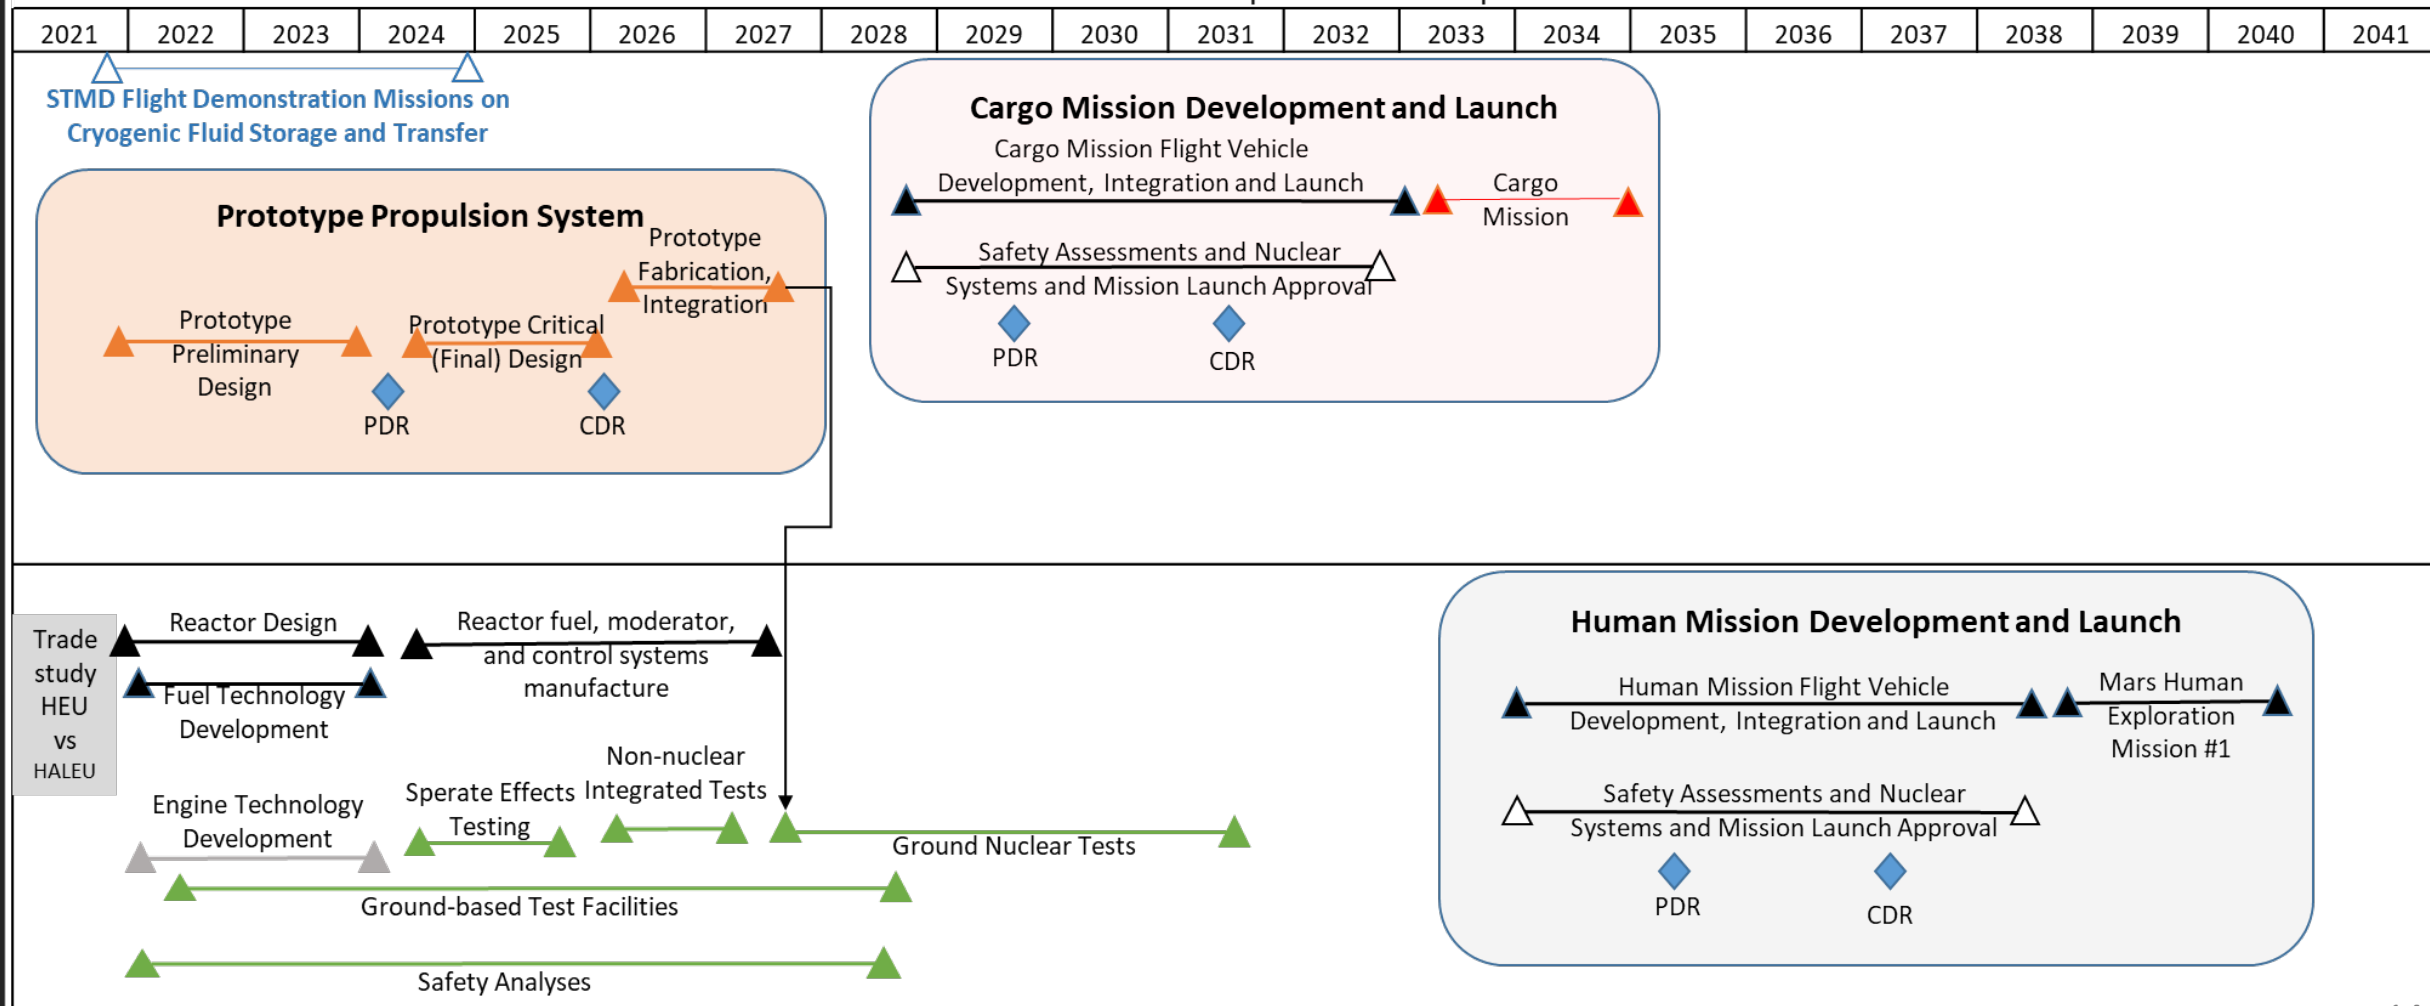 2021 2022 2023 2024 2025 2026 2027 2028 2029 2030 2031 2032 2033 2034 2035 2036 2037 2038 2039 2040 2041
STMD Flight Demonstration Missions on
Cryogenic Fluid Storage and Transfer
Prototype Propulsion System
Prototype
Fabrication,
Integration
Prototype
Preliminary
Design
Prototype Critical
(Final) Design
PDR
CDR
Cargo Mission Development and Launch
Cargo Mission Flight Vehicle
Development, Integration and Launch
Cargo
Mission
Safety Assessments and Nuclear
Systems and Mission Launch Approval
PDR
CDR
Trade
study
HEU
vs
HALEU
Reactor Design
Fuel Technology
Development
Reactor fuel, moderator,
and control systems
manufacture
Engine Technology
Development
Sperate Effects
Testing
Non-nuclear
Integrated Tests
Ground Nuclear Tests
Ground-based Test Facilities
Safety Analyses
Human Mission Development and Launch
Human Mission Flight Vehicle
Development, Integration and Launch
Mars Human
Exploration
Mission #1
Safety Assessments and Nuclear
Systems and Mission Launch Approval
PDR
CDR